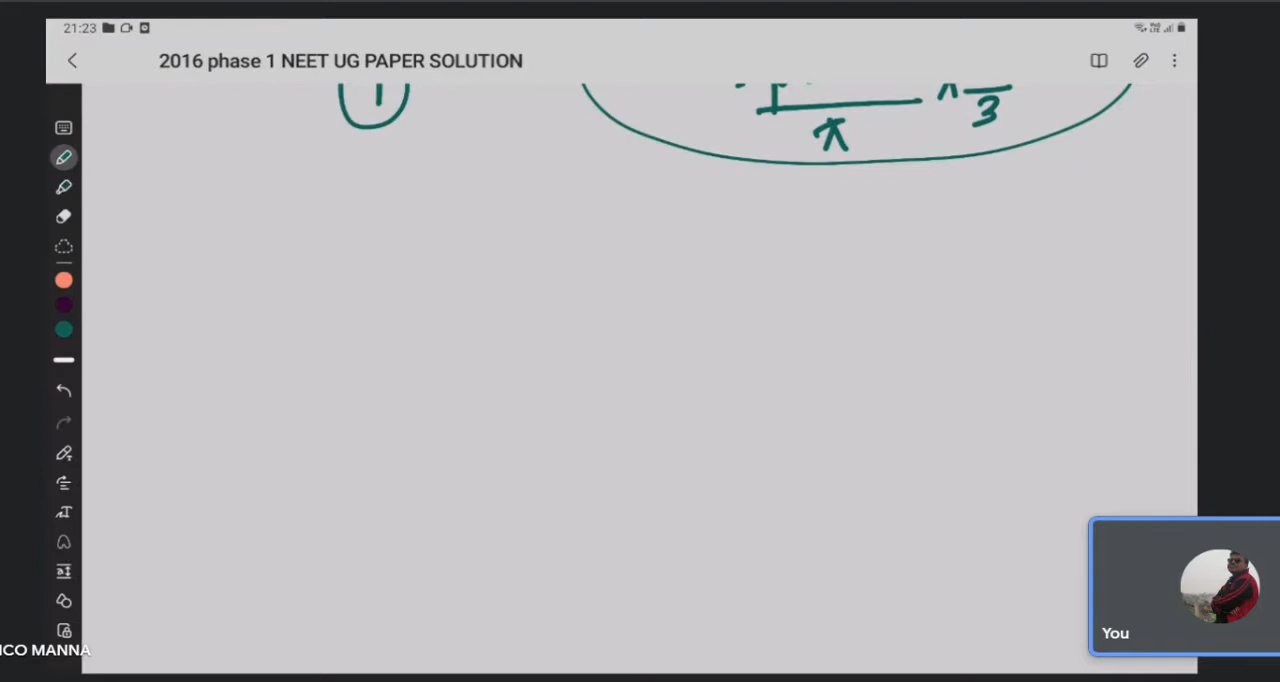 21:23
2016 phase 1 NEET UG PAPER SOLUTION
1
3
π
You
ICO MANNA